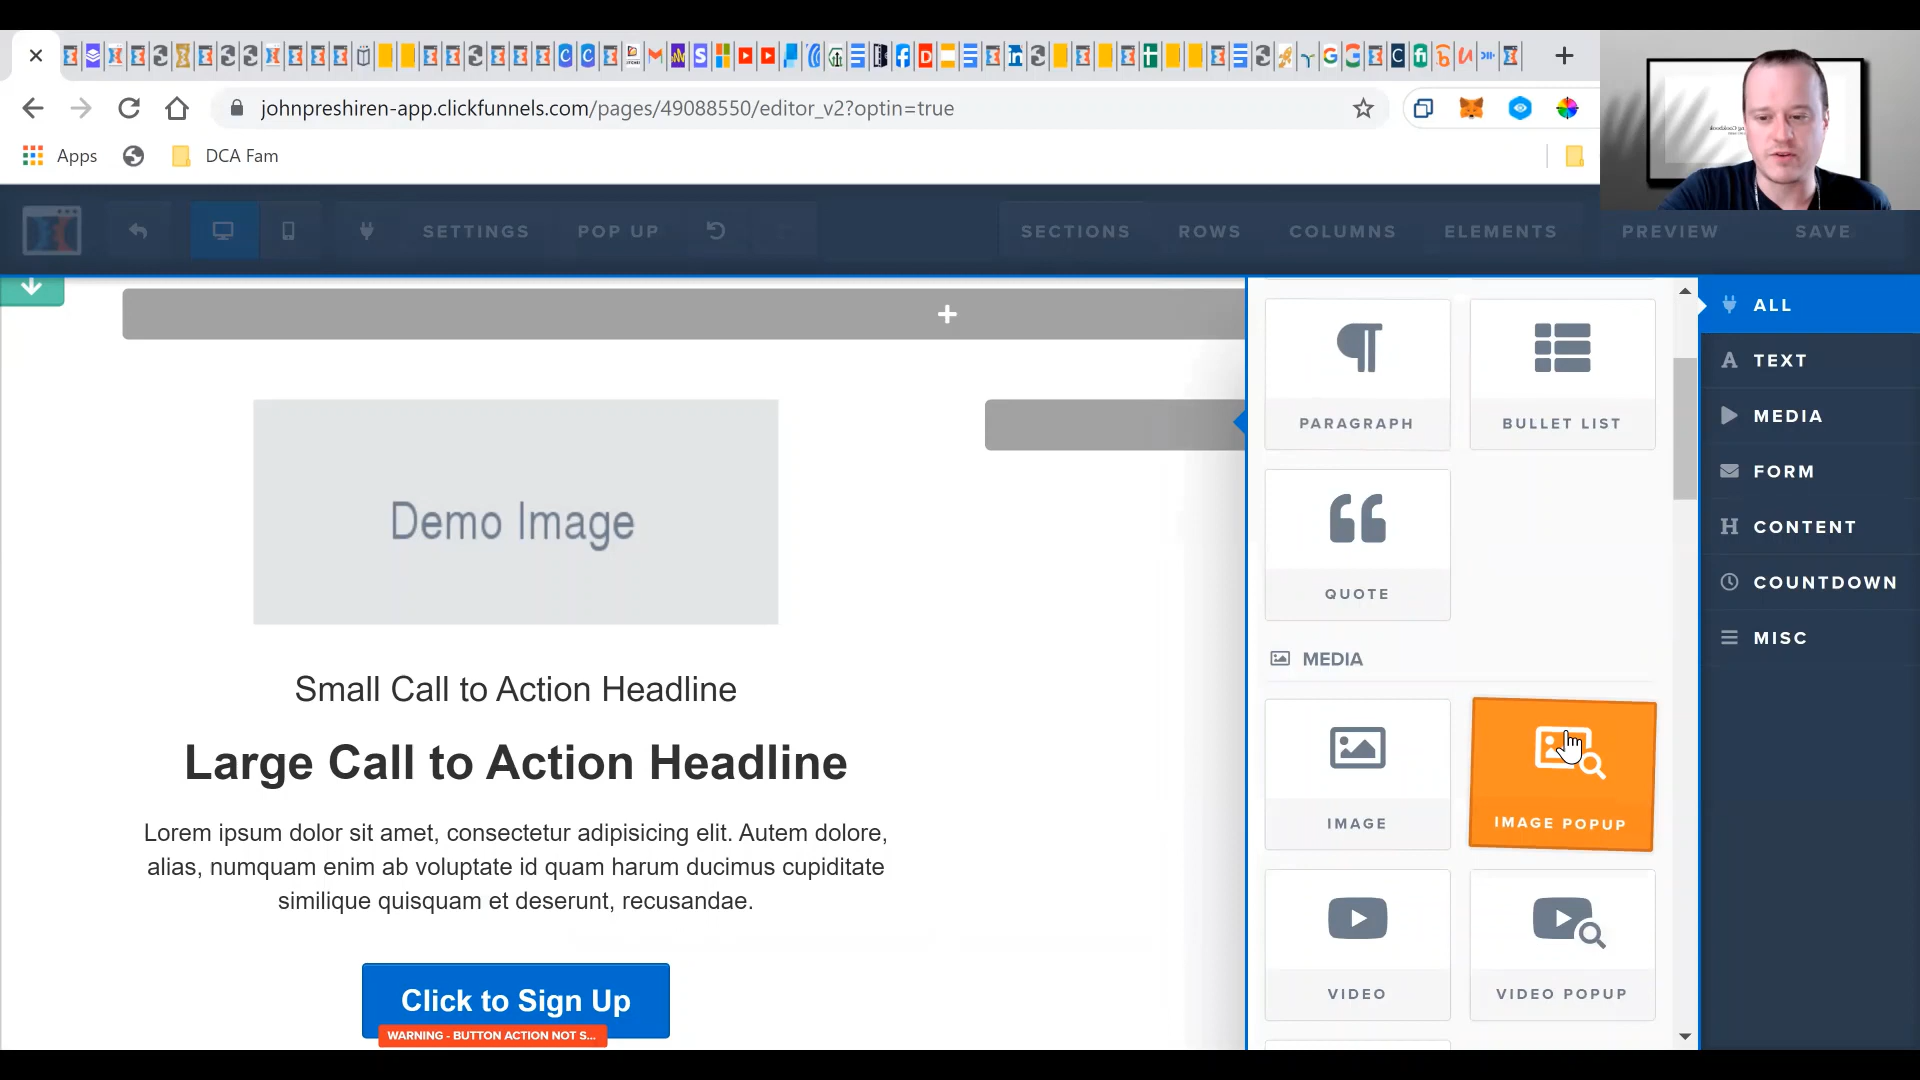 johnpreshiren-app.clickfunnels.com/pages/49088550/editor_v2?optin=true
Apps
DCA Fam
SETTINGS
POP UP
SECTIONS
ROWS
COLUMNS
ELEMENTS
PREVIEW
SAVE
Demo Image
Small Call to Action Headline
Large Call to Action Headline
Lorem ipsum dolor sit amet, consectetur adipisicing elit. Autem dolore,
alias, numquam enim ab voluptate id quam harum ducimus cupiditate
similique quisquam et deserunt, recusandae.
Click to Sign Up
WARNING - BUTTON ACTION NOT S...
PARAGRAPH
BULLET LIST
QUOTE
MEDIA
IMAGE
IMAGE POPUP
VIDEO
VIDEO POPUP
ALL
TEXT
MEDIA
FORM
CONTENT
COUNTDOWN
MISC